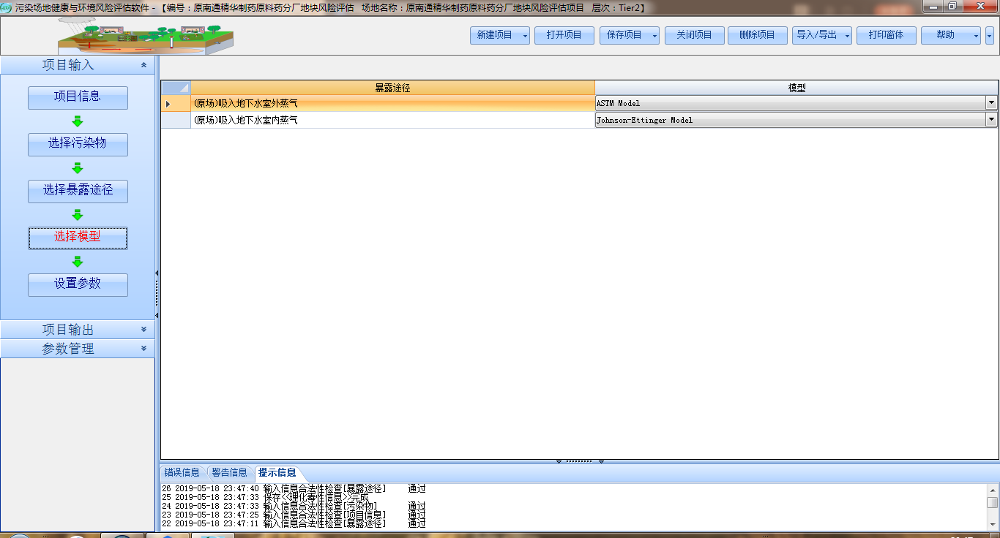 污染场地健康与环境风险评估软件 - 【编号：原南通精华制药原料药分厂地块风险评估 场地名称：原南通精华制药原料药分厂地块风险评估项目 层次：Tier2】
新建项目 打开项目 保存项目 关闭项目 删除项目 导入/导出 打印窗体 帮助
项目输入
项目信息
选择污染物
选择暴露途径
选择模型
设置参数
项目输出
参数管理
暴露途径 模型
(原场)吸入地下水室外蒸气 ASTM Model
(原场)吸入地下水室内蒸气 Johnson-Ettinger Model
错误信息 警告信息 提示信息
26 2019-05-18 23:47:40 输入信息合法性检查[暴露途径] 通过
25 2019-05-18 23:47:33 保存<<理化毒性信息>>完成
24 2019-05-18 23:47:33 输入信息合法性检查[污染物] 通过
23 2019-05-18 23:47:25 输入信息合法性检查[项目信息] 通过
22 2019-05-18 23:47:11 输入信息合法性检查[暴露途径] 通过